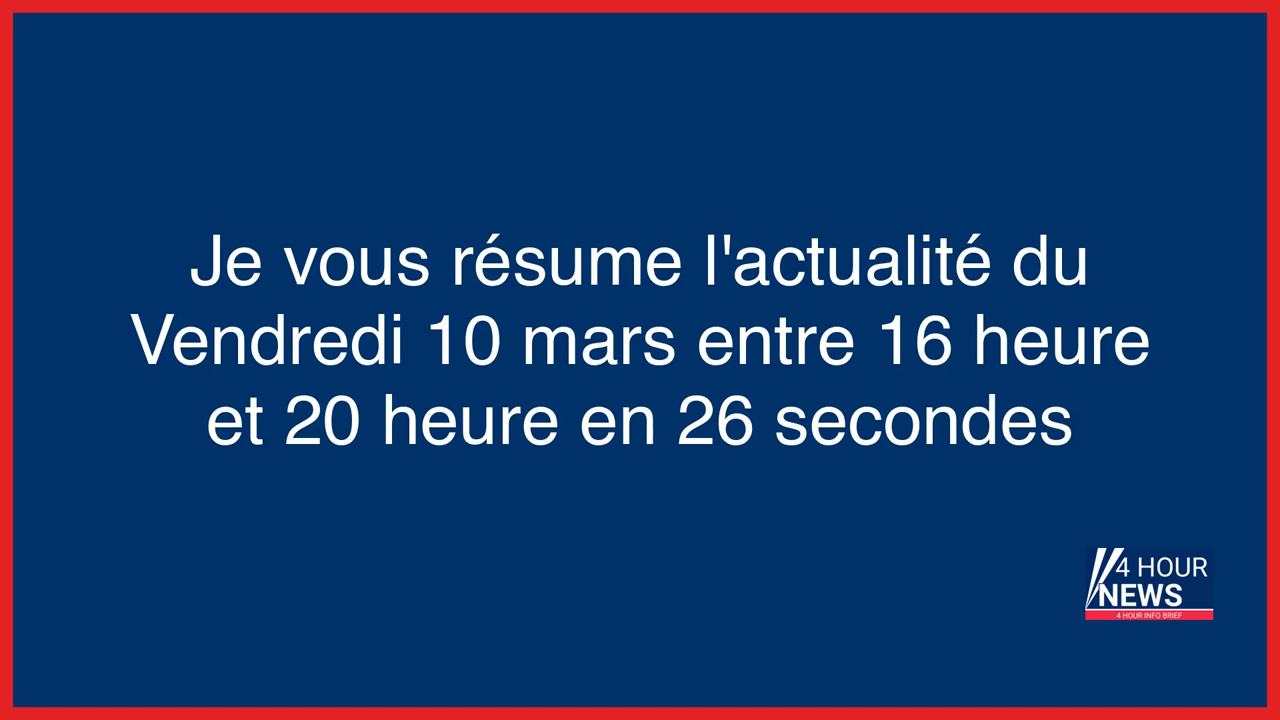 Je vous résume l'actualité du
Vendredi 10 mars entre 16 heure
et 20 heure en 26 secondes
4 HOUR
NEWS
4 HOUR INFO BRIEF